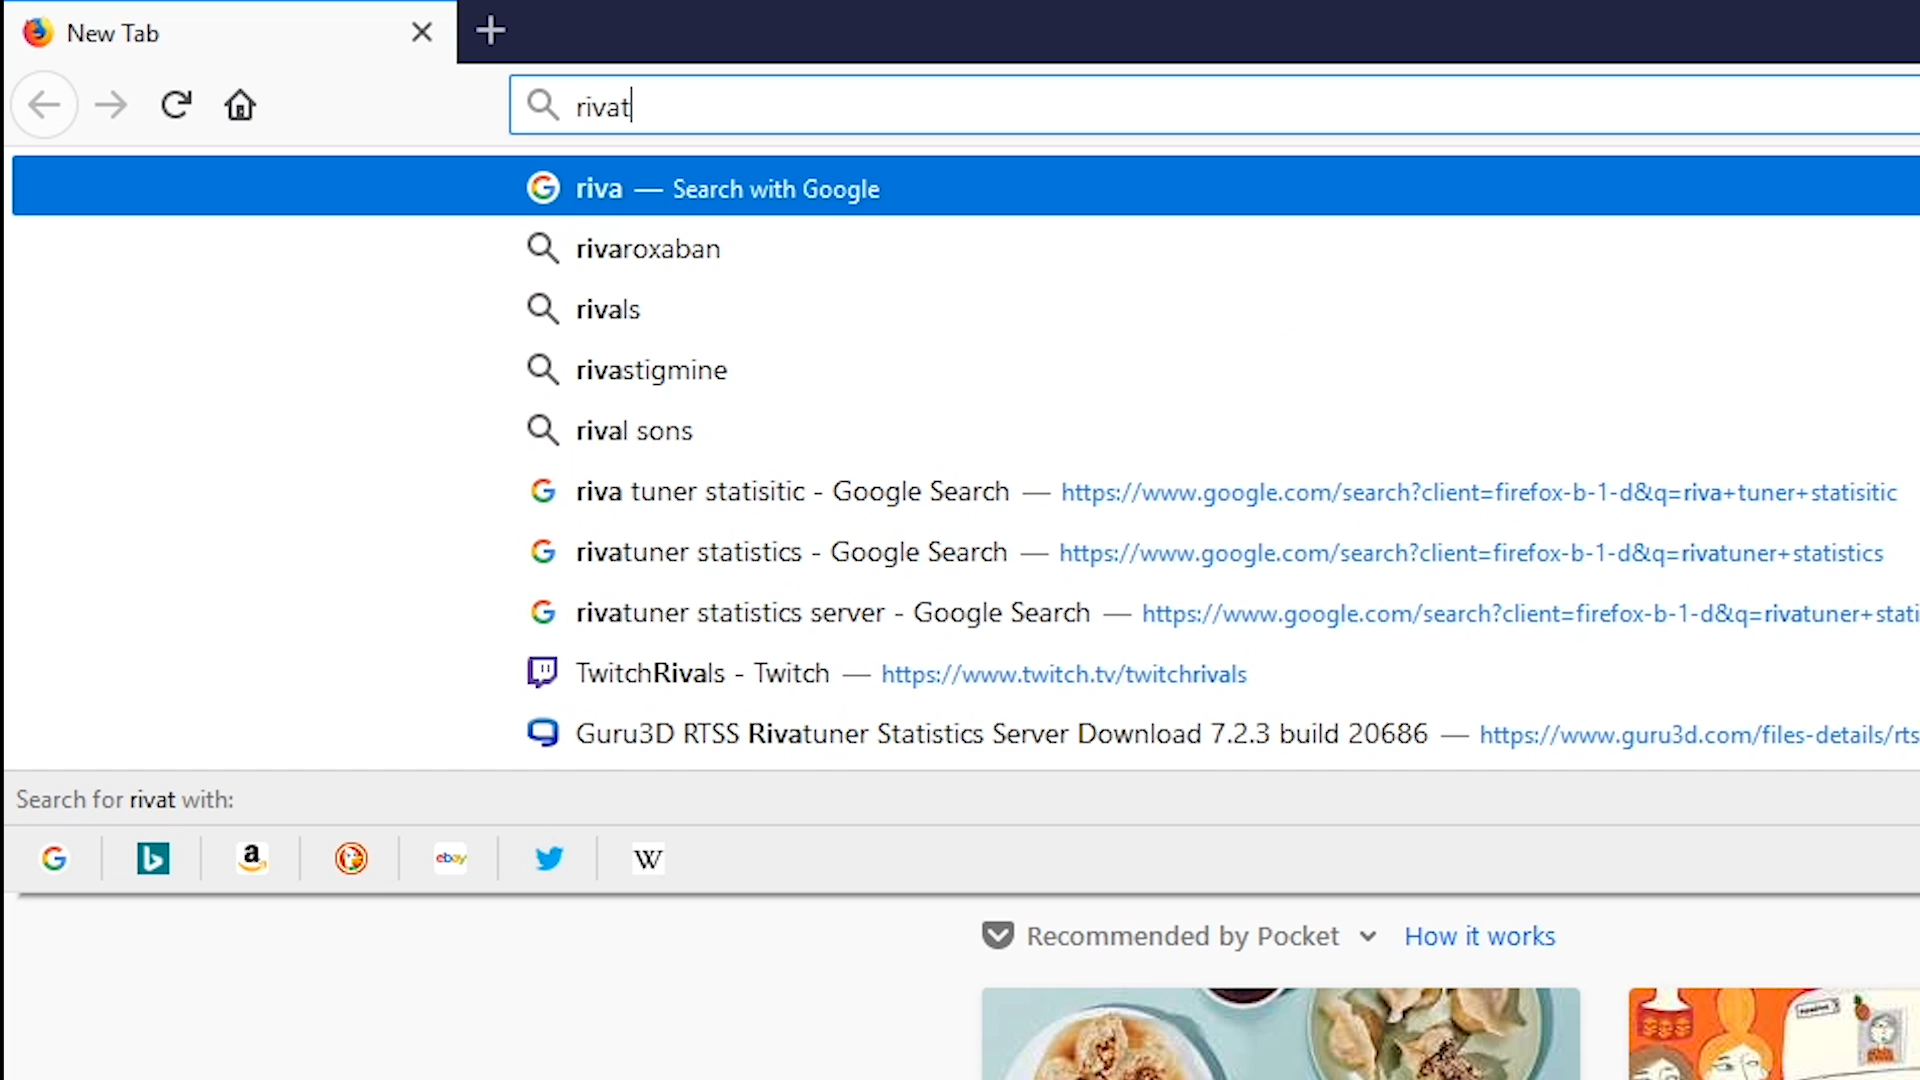 New Tab
rivat
riva — Search with Google
rivaroxaban
rivals
rivastigmine
rival sons
riva tuner statisitic - Google Search — https://www.google.com/search?client=firefox-b-1-d&q=riva+tuner+statisitic
rivatuner statistics - Google Search — https://www.google.com/search?client=firefox-b-1-d&q=rivatuner+statistics
rivatuner statistics server - Google Search — https://www.google.com/search?client=firefox-b-1-d&q=rivatuner+stati
TwitchRivals - Twitch — https://www.twitch.tv/twitchrivals
Guru3D RTSS Rivatuner Statistics Server Download 7.2.3 build 20686 — https://www.guru3d.com/files-details/rts
Search for rivat with:
ebay
Recommended by Pocket How it works